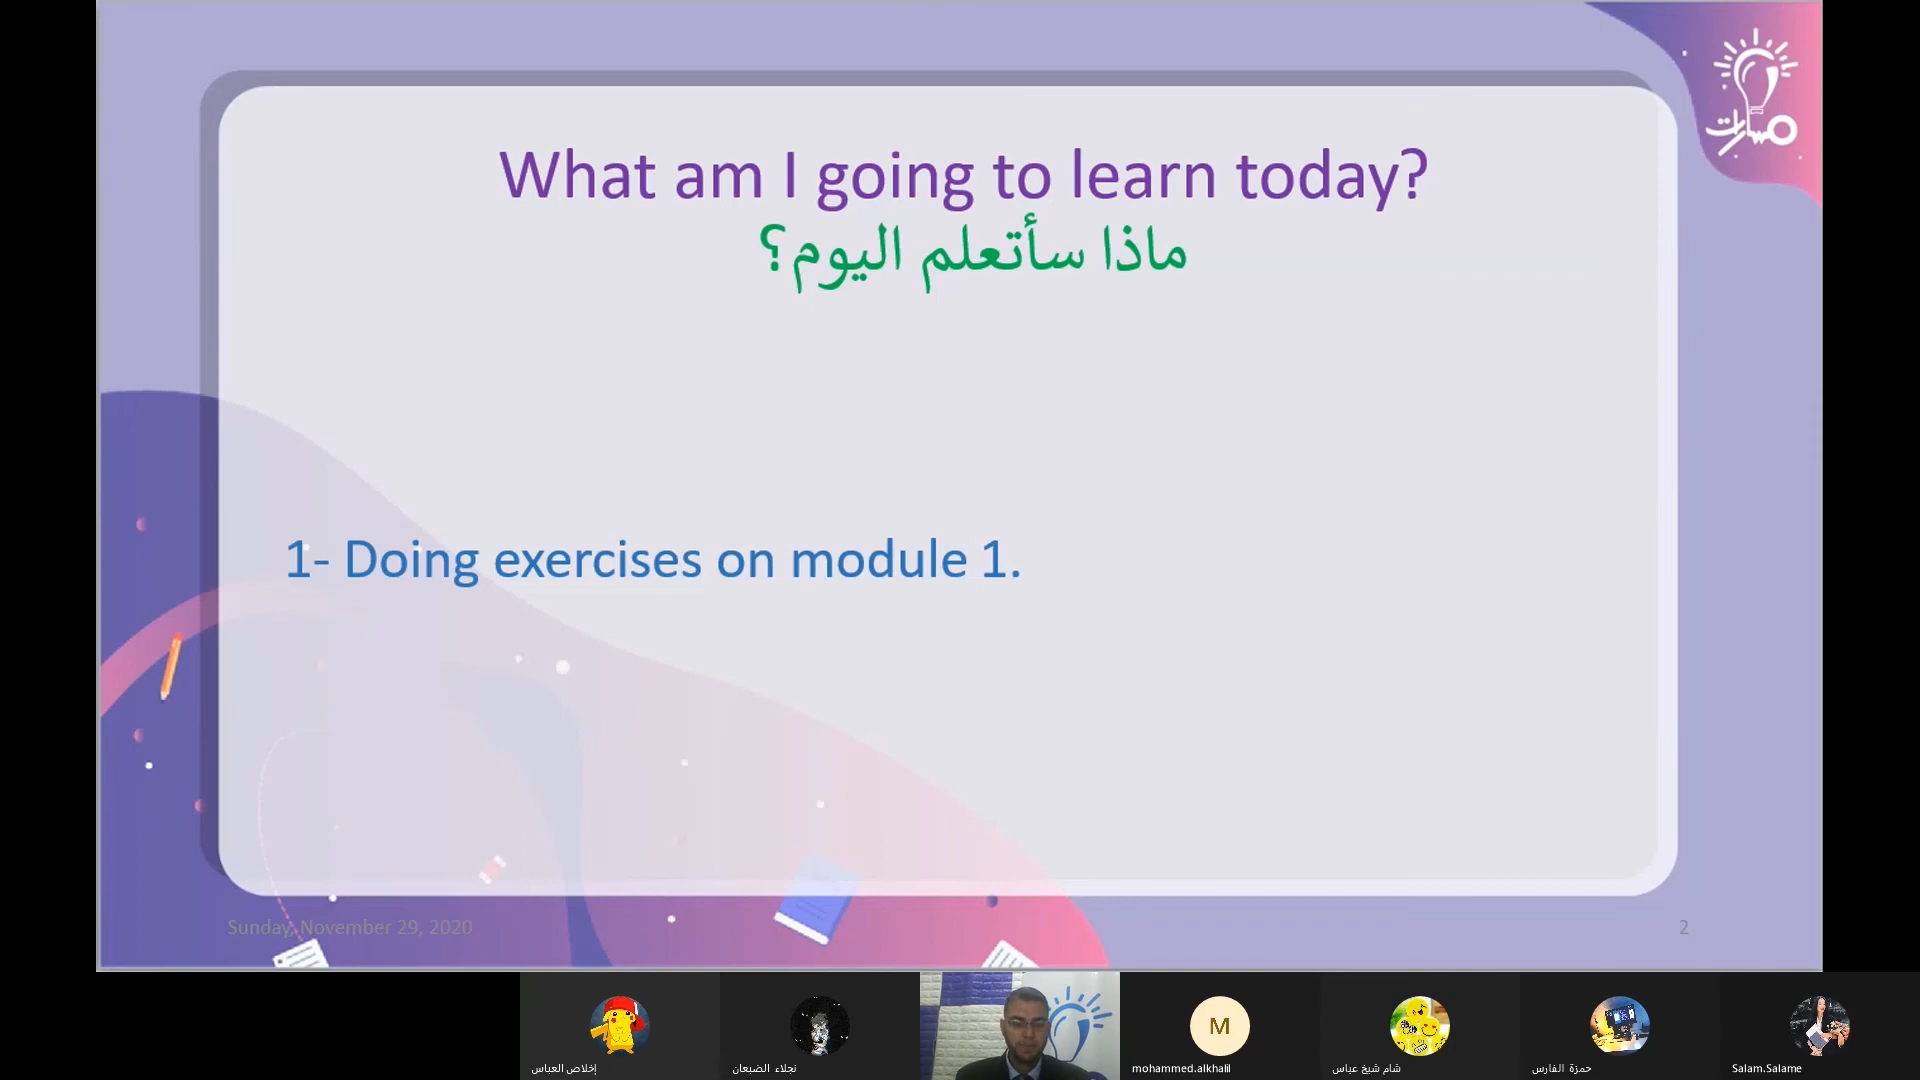 مسارات
What am I going to learn today?
ماذا سأتعلم اليوم؟
1- Doing exercises on module 1.
Sunday, November 29, 2020
2
إخلاص العباس
نجلاء الضبعان
M
mohammed.alkhalil
شام شيخ عباس
حمزة الفارس
Salam.Salame